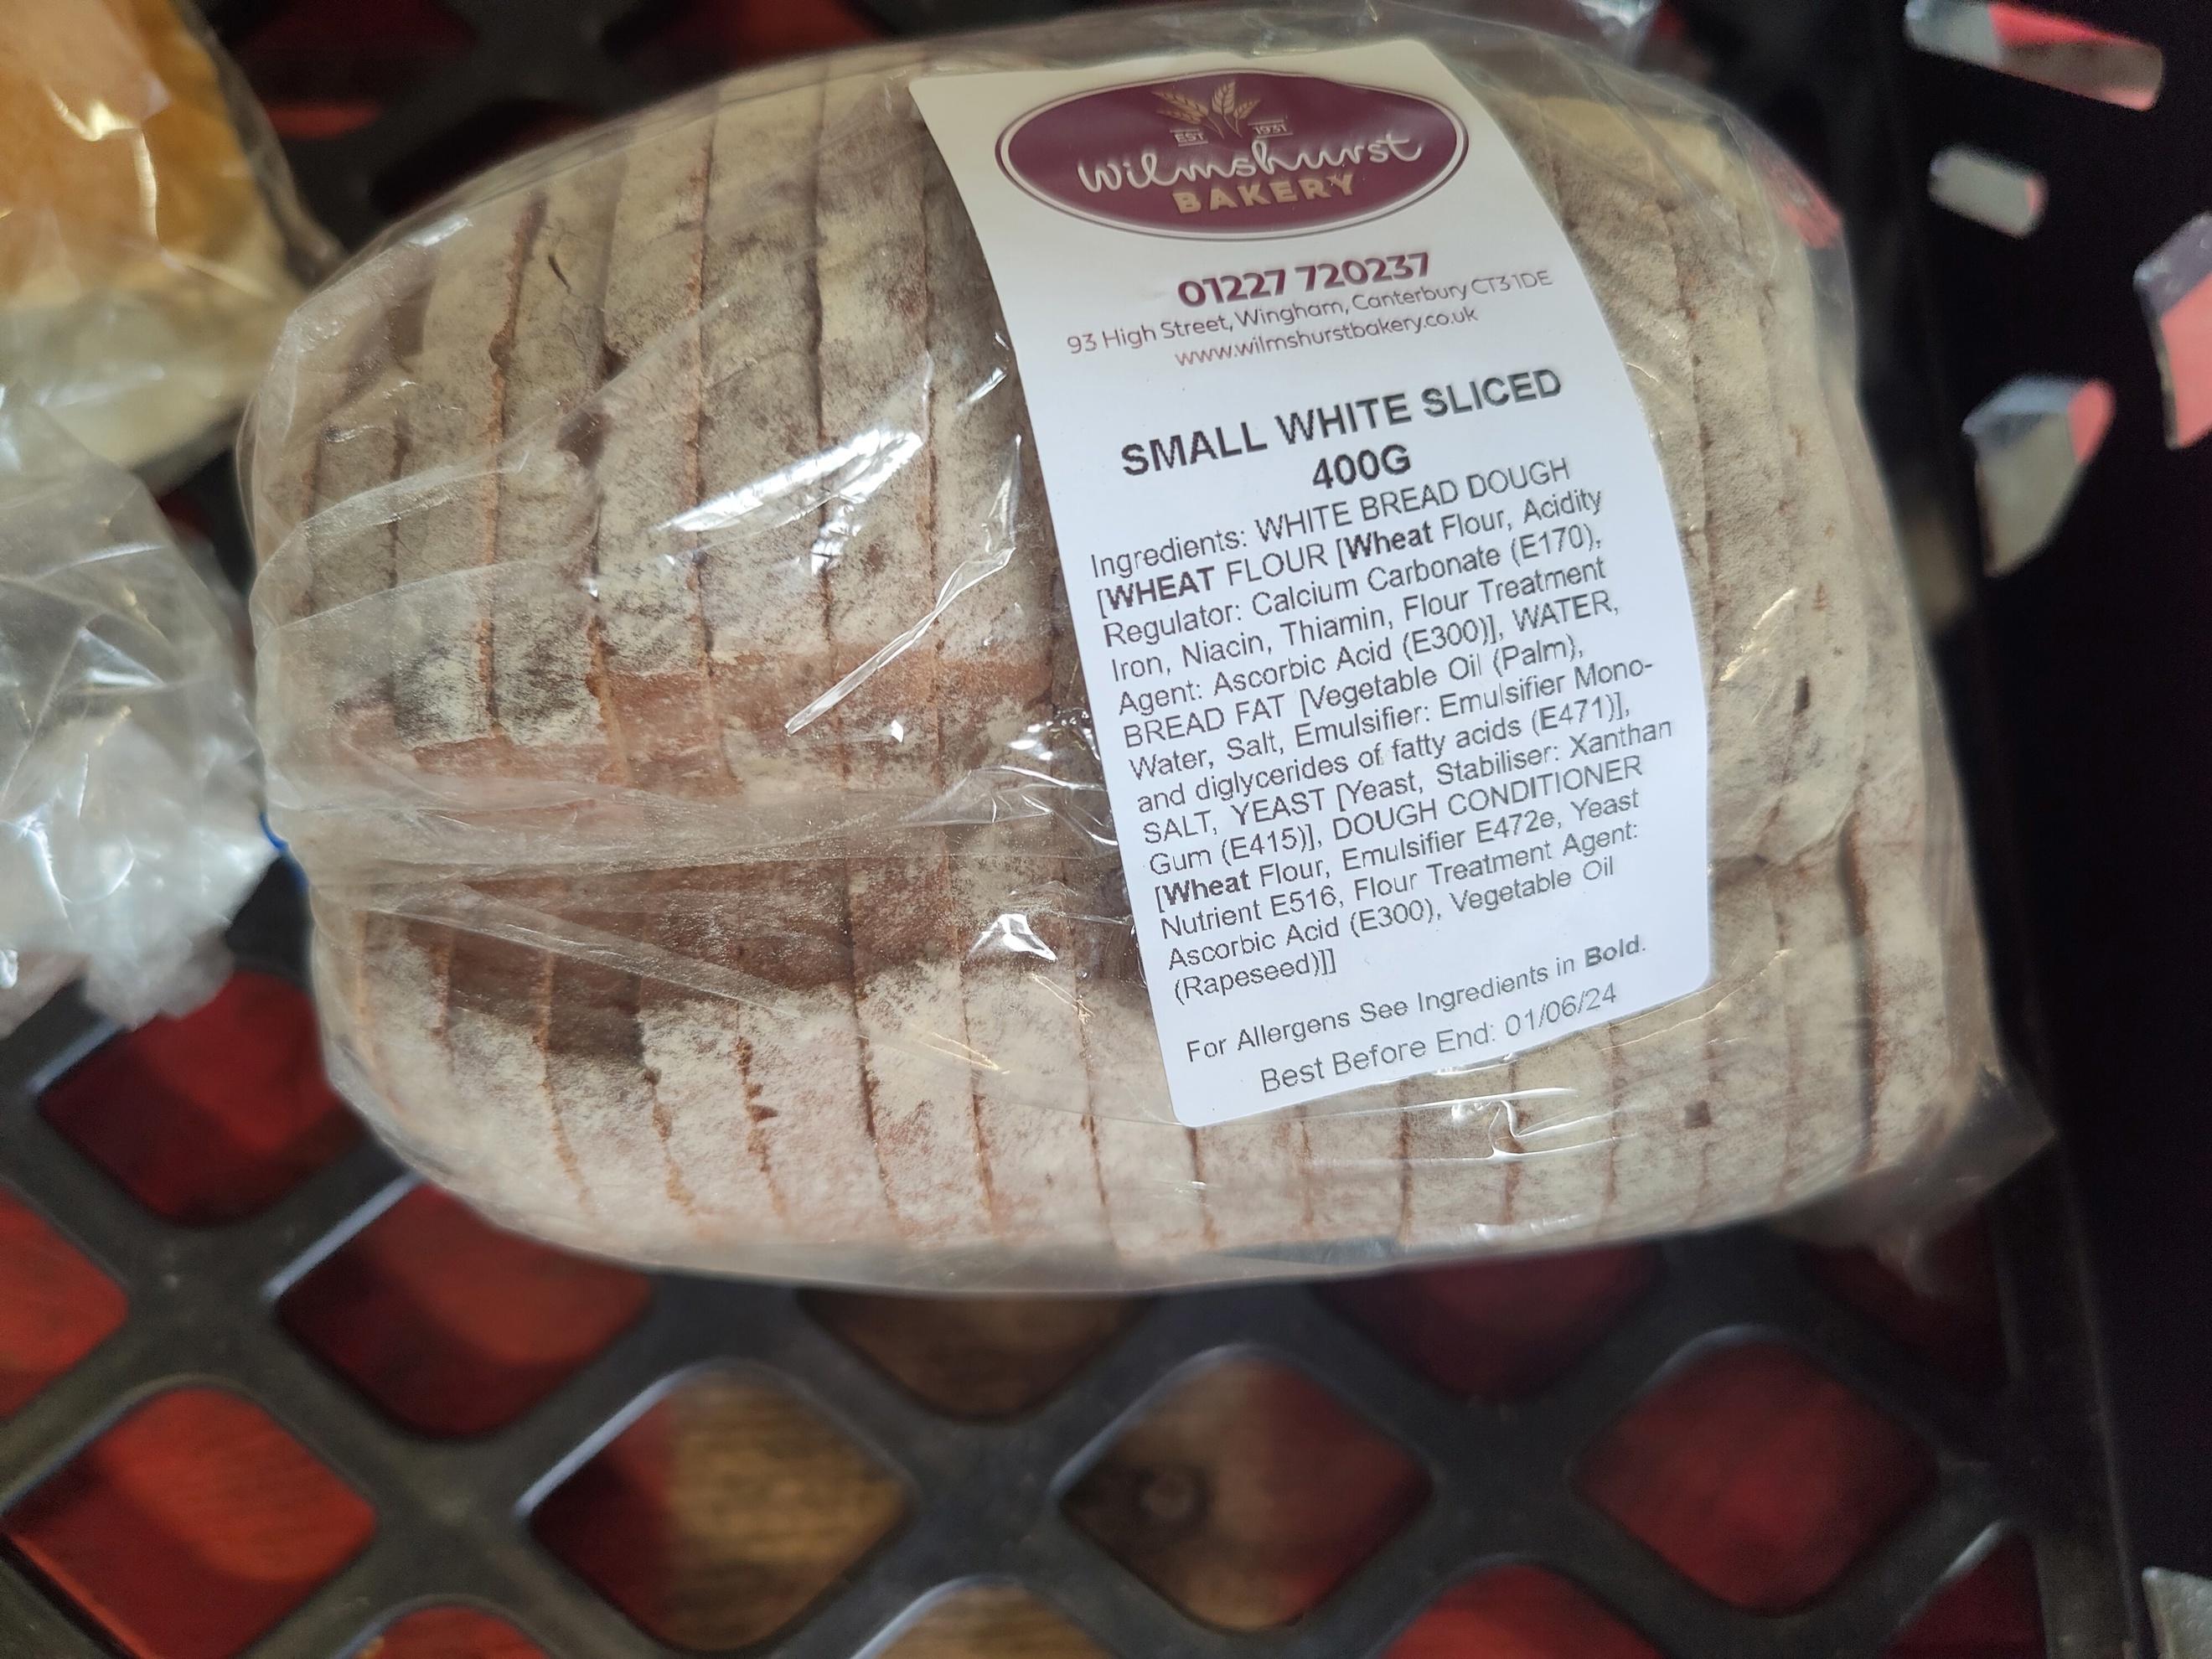 EST 1931
wilmshurst
BAKERY
01227 720237
93 High Street, Wingham, Canterbury CT3 1DE
www.wilmshurstbakery.co.uk
SMALL WHITE SLICED
400G
Ingredients: WHITE BREAD DOUGH
[WHEAT FLOUR [Wheat Flour, Acidity
Regulator: Calcium Carbonate (E170),
Iron, Niacin, Thiamin, Flour Treatment
Agent: Ascorbic Acid (E300)], WATER,
BREAD FAT [Vegetable Oil (Palm),
Water, Salt, Emulsifier: Emulsifier Mono-
and diglycerides of fatty acids (E471)],
SALT, YEAST [Yeast, Stabiliser: Xanthan
Gum (E415)], DOUGH CONDITIONER
[Wheat Flour, Emulsifier E472e, Yeast
Nutrient E516, Flour Treatment Agent:
Ascorbic Acid (E300), Vegetable Oil
(Rapeseed)]]
For Allergens See Ingredients in Bold.
Best Before End: 01/06/24